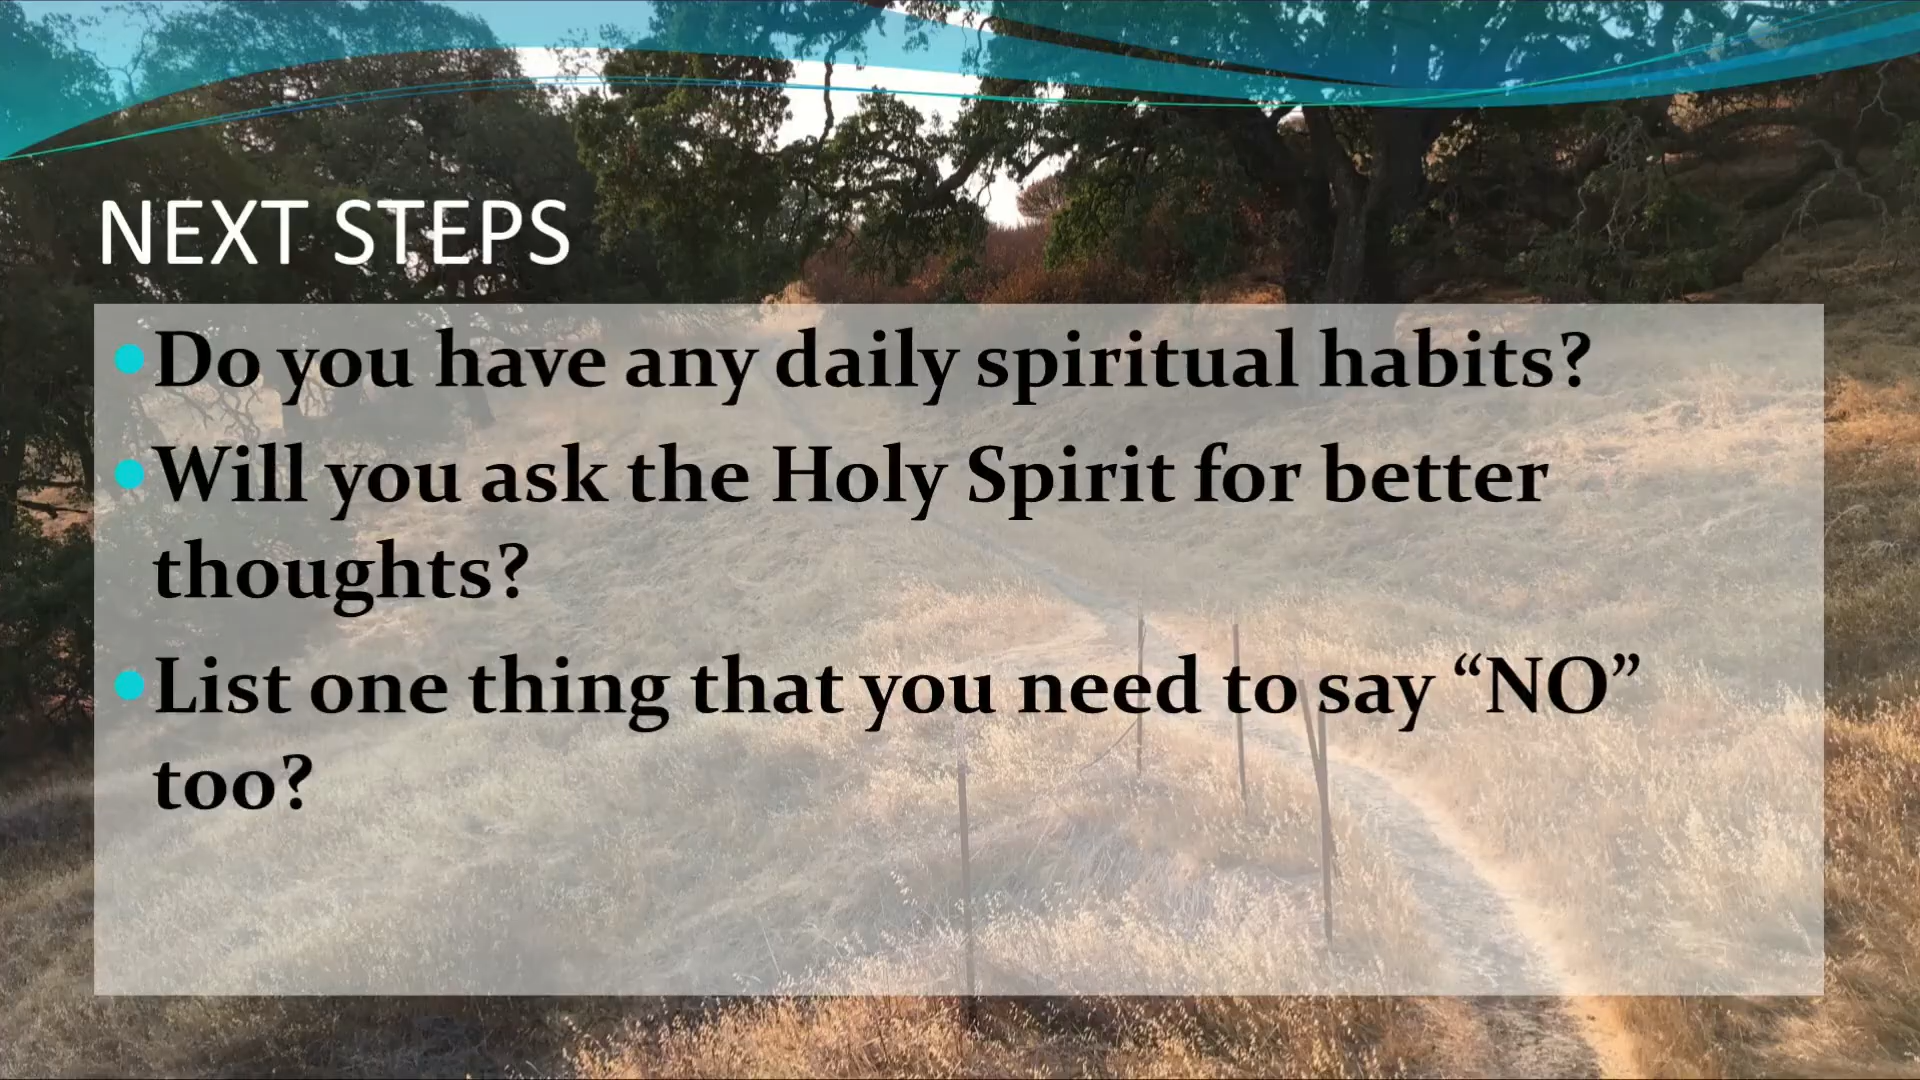 NEXT STEPS
Do you have any daily spiritual habits?
Will you ask the Holy Spirit for better
thoughts?
List one thing that you need to say “NO”
too?